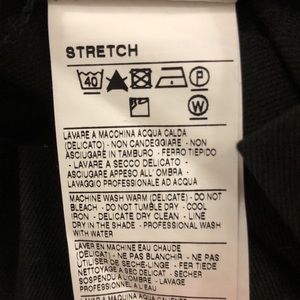 STRETCH
40 P
W
LAVARE A MACCHINA ACQUA CALDA
(DELICATO) - NON CANDEGGIARE - NON
ASCIUGARE IN TAMBURO - FERRO TIEPIDO
- LAVARE A SECCO DELICATO -
ASCIUGARE APPESO ALL'OMBRA -
LAVAGGIO PROFESSIONALE AD ACQUA
MACHINE WASH WARM (DELICATE) - DO NOT
BLEACH - DO NOT TUMBLE DRY - COOL
IRON - DELICATE DRY CLEAN - LINE
DRY IN THE SHADE - PROFESSIONAL WASH
WITH WATER
LAVER EN MACHINE EAU CHAUDE
(DELICAT) - NE PAS BLANCHIR - NE PAS
UTILISER DE SECHE-LINGE - FER TIEDE
- NETTOYAGE A SEC DELICAT - SECHER
SUSPENDU A L'OMBRE - LAVAGE
PROFESSIONNEL A L'EAU